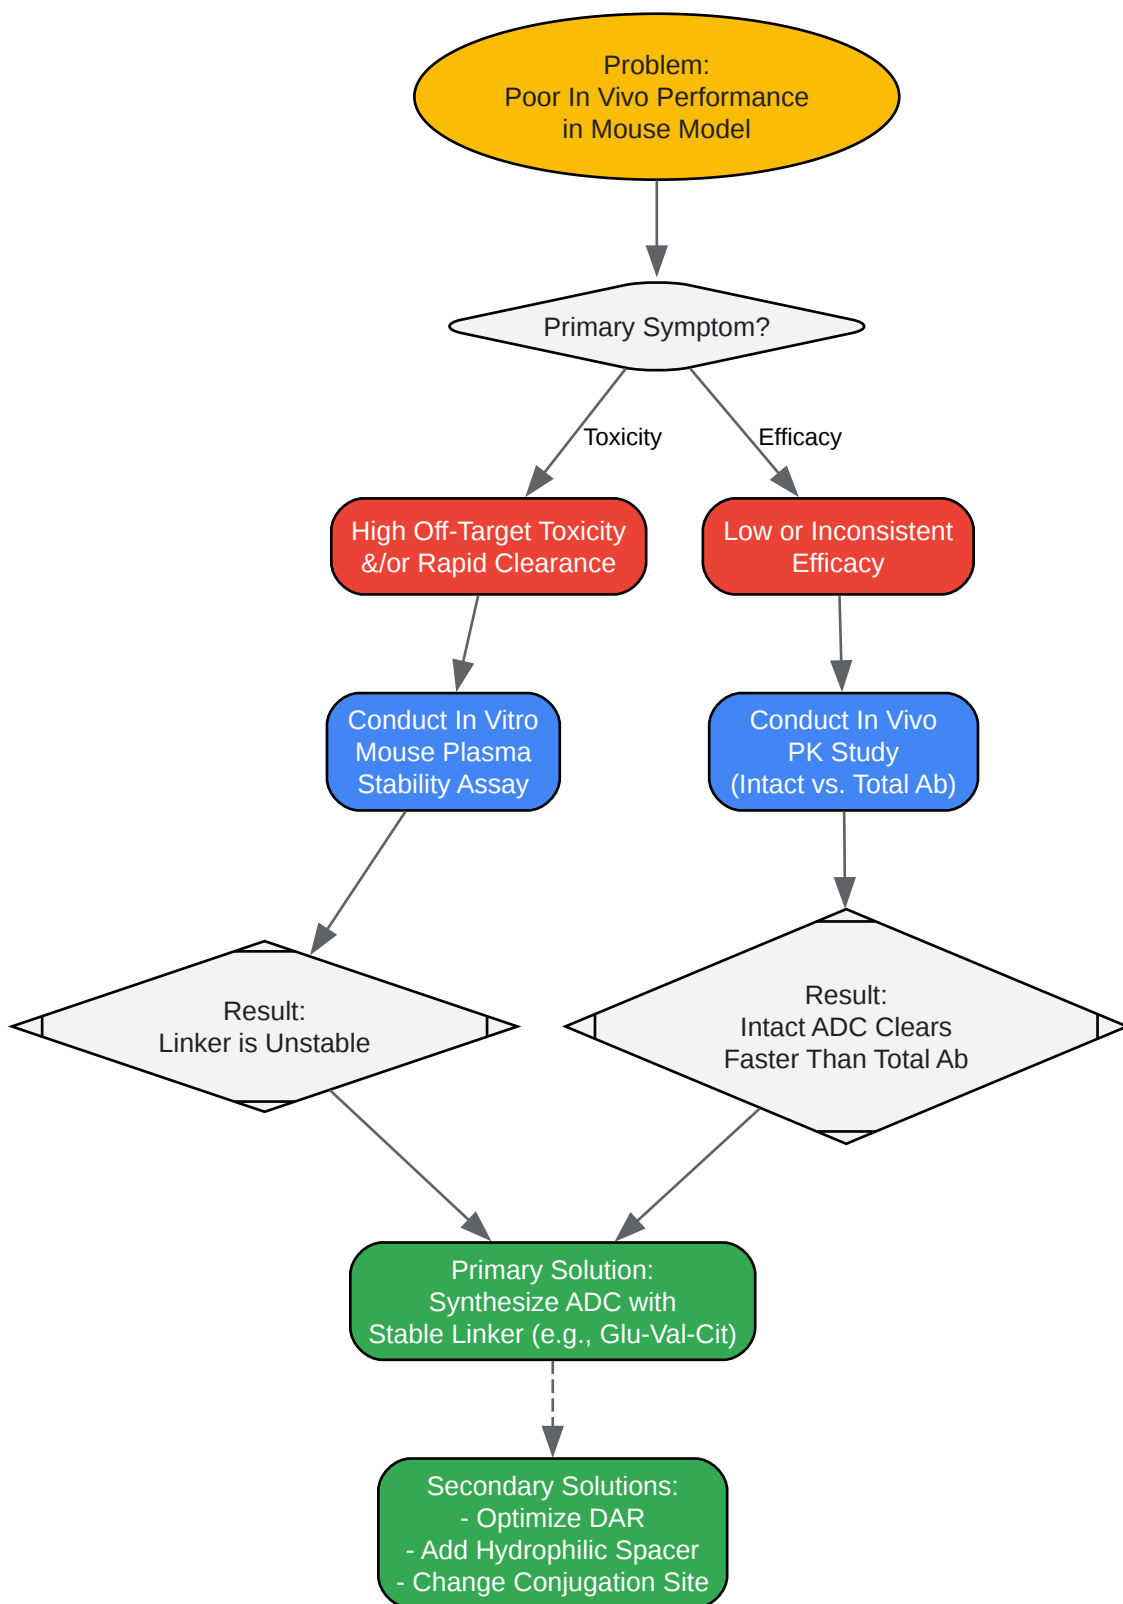 Problem:
Poor In Vivo Performance
in Mouse Model
Primary Symptom?
Toxicity
Efficacy
High Off-Target Toxicity
&/or Rapid Clearance
Low or Inconsistent
Efficacy
Conduct In Vitro
Mouse Plasma
Stability Assay
Conduct In Vivo
PK Study
(Intact vs. Total Ab)
Result:
Linker is Unstable
Result:
Intact ADC Clears
Faster Than Total Ab
Primary Solution:
Synthesize ADC with
Stable Linker (e.g., Glu-Val-Cit)
Secondary Solutions:
- Optimize DAR
- Add Hydrophilic Spacer
- Change Conjugation Site